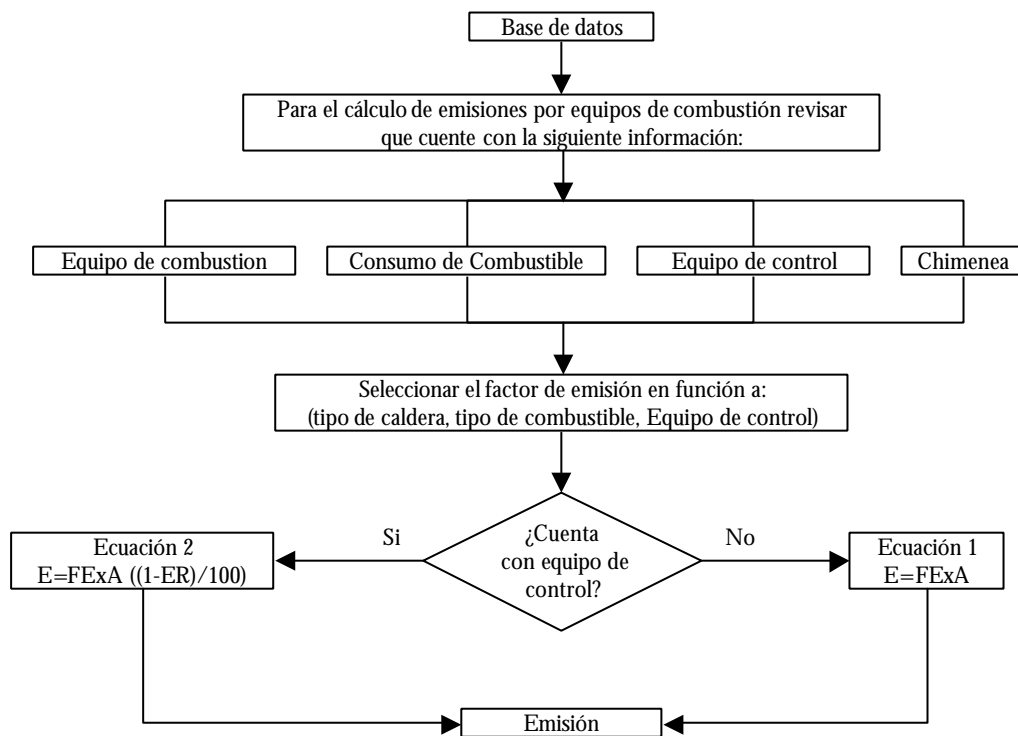 Base de datos
Para el cálculo de emisiones por equipos de combustión revisar
que cuente con la siguiente información:
Equipo de combustion
Consumo de Combustible
Equipo de control
Chimenea
Seleccionar el factor de emisión en función a:
(tipo de caldera, tipo de combustible, Equipo de control)
Si
¿Cuenta
con equipo de
control?
No
Ecuación 2
E=FExA ((1-ER)/100)
Ecuación 1
E=FExA
Emisión